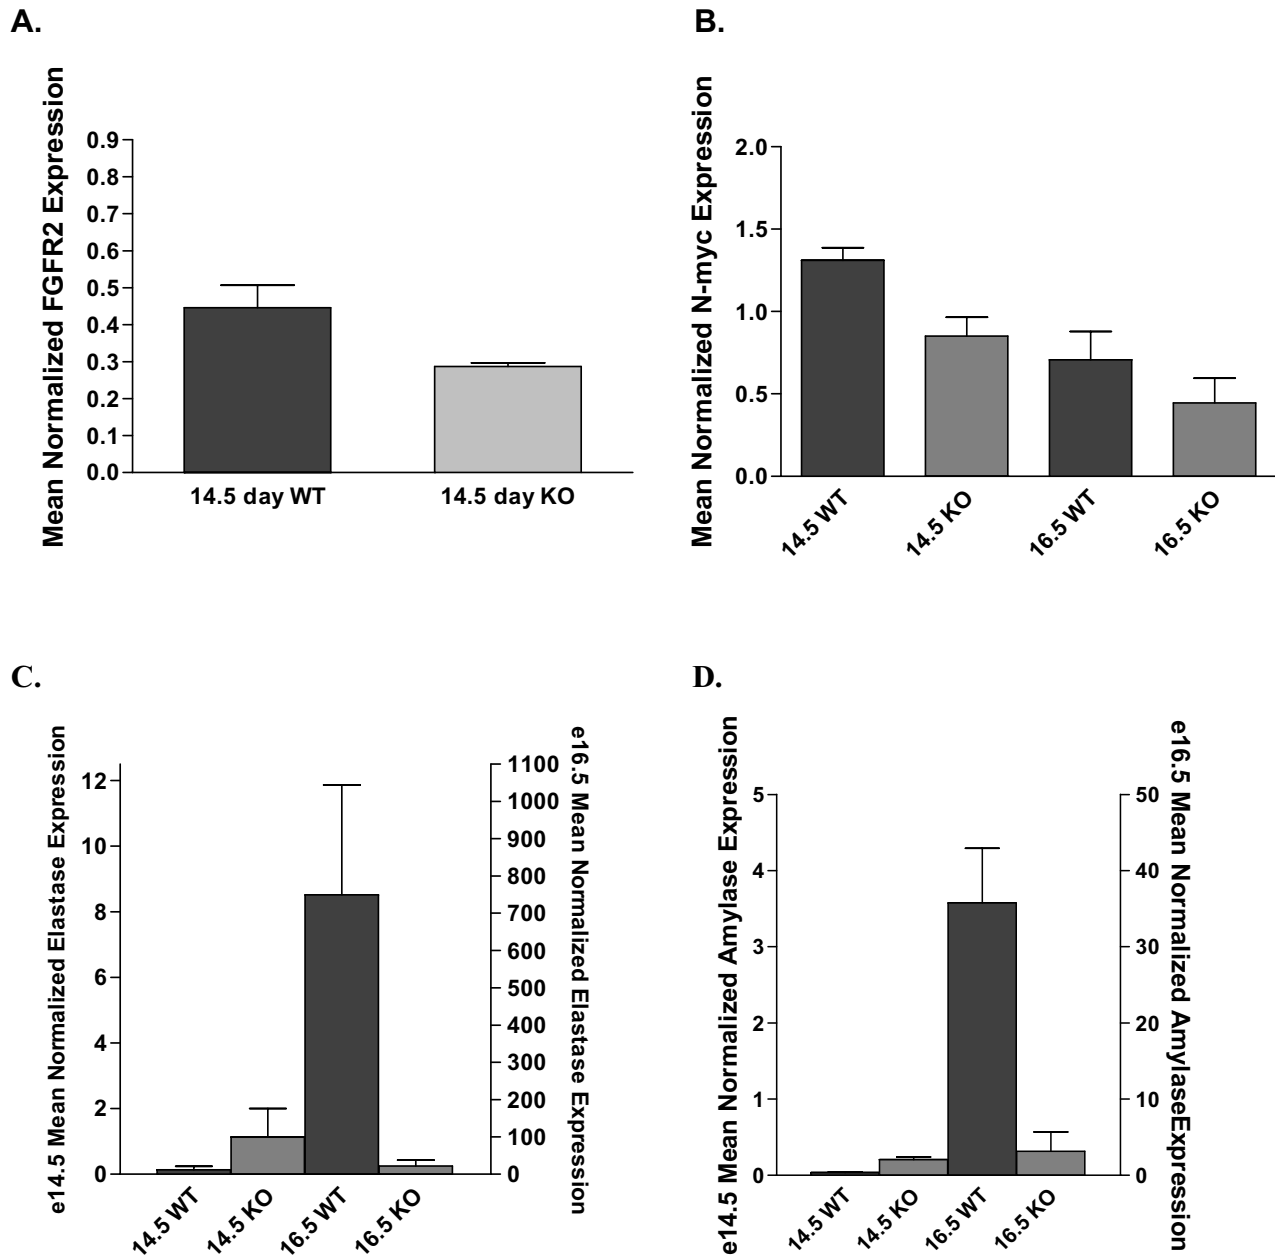 A.
Mean Normalized FGFR2 Expression
0.9
0.8
0.7
0.6
0.5
0.4
0.3
0.2
0.1
0.0
14.5 day WT
14.5 day KO
B.
Mean Normalized N-myc Expression
2.0
1.5
1.0
0.5
0.0
14.5 WT
14.5 KO
16.5 WT
16.5 KO
C.
e14.5 Mean Normalized Elastase Expression
12
10
8
6
4
2
0
1100
1000
900
800
700
600
500
400
300
200
100
0
e16.5 Mean Normalized Elastase Expression
14.5 WT
14.5 KO
16.5 WT
16.5 KO
D.
e14.5 Mean Normalized Amylase Expression
5
4
3
2
1
0
50
40
30
20
10
0
e16.5 Mean Normalized AmylaseExpression
14.5 WT
14.5 KO
16.5 WT
16.5 KO